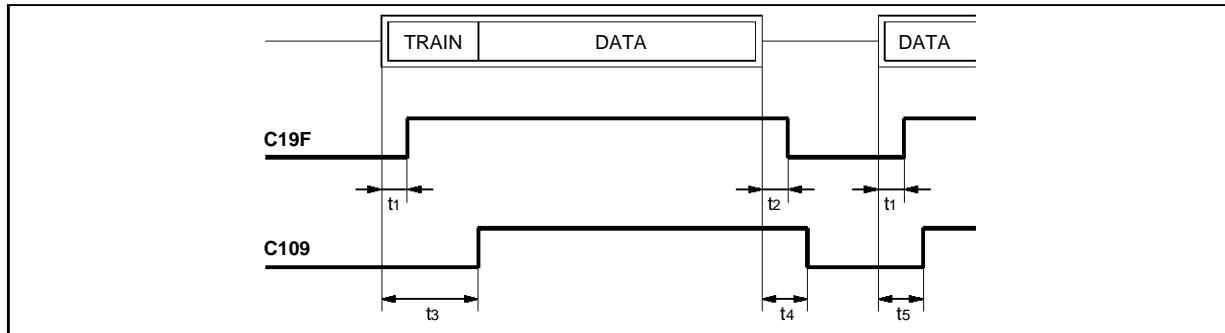 TRAIN DATA DATA
C19F
t1 t2 t1
C109
t3 t4 t5